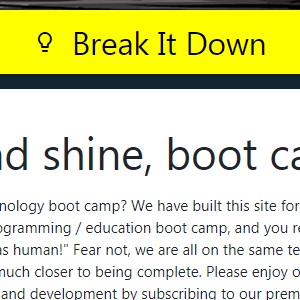 Break It Down
nd shine, boot ca
nology boot camp? We have built this site for
ogramming / education boot camp, and you re
as human!" Fear not, we are all on the same te
much closer to being complete. Please enjoy o
and development by subscribing to our prem